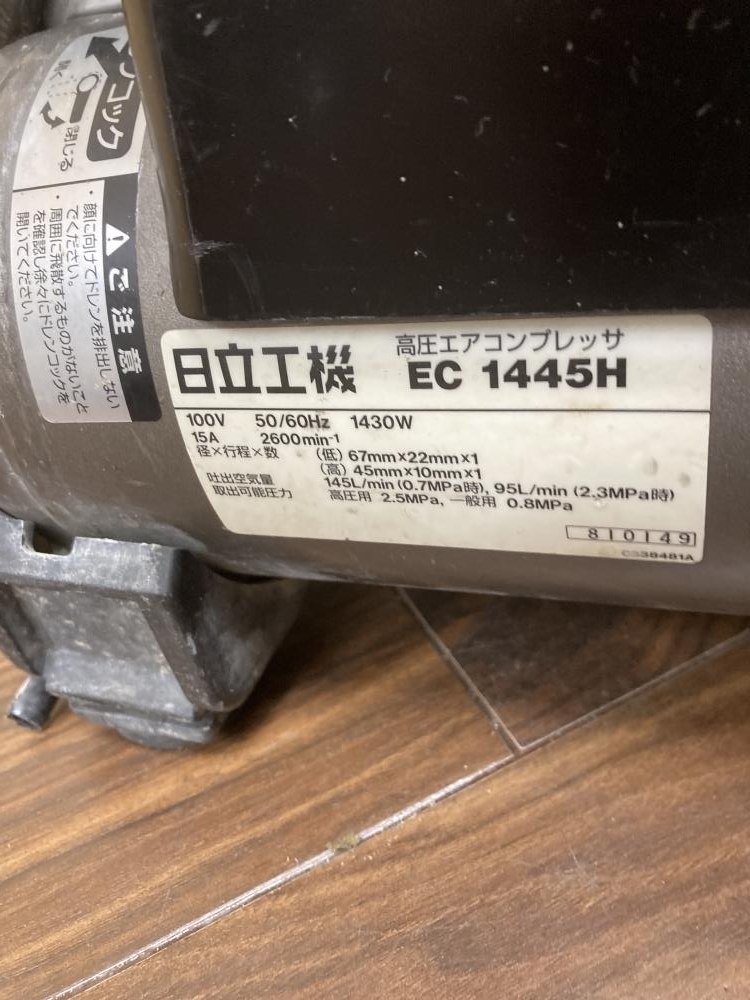 コック
開く
閉じる
ご注意
・顔に向けてドレンを排出しない
でください。
・周囲に飛散するものがないこと
を確認し徐々にドレンコックを
開いてください。
日立工機
高圧エアコンプレッサ
EC 1445H
100V 50/60Hz 1430W
15A 2600min⁻¹
径×行程×数 (低) 67mm×22mm×1
(高) 45mm×10mm×1
吐出空気量 145L/min (0.7MPa時), 95L/min (2.3MPa時)
取出可能圧力 高圧用 2.5MPa, 一般用 0.8MPa
810149
C338481A